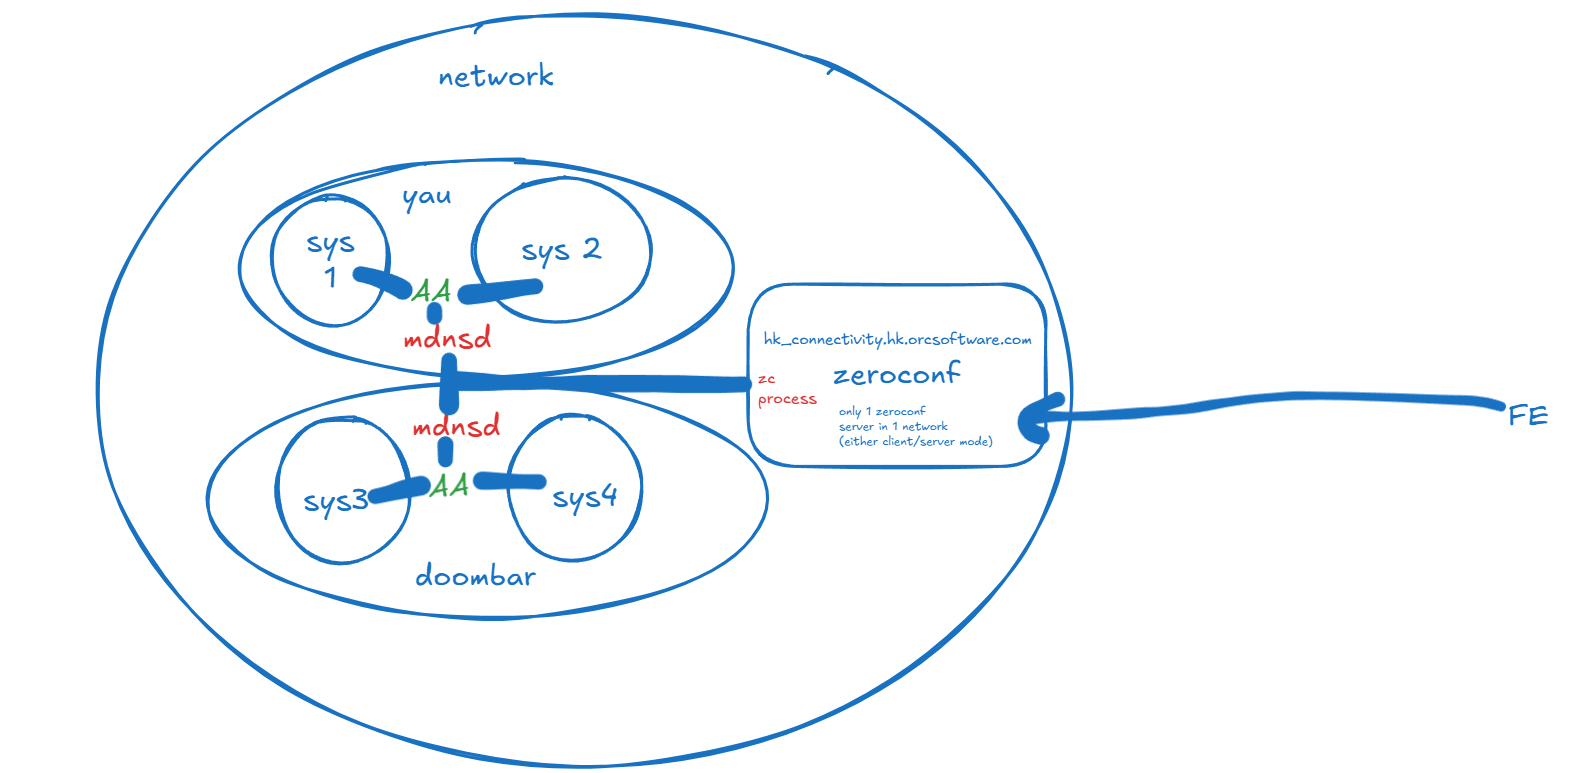 network
yau
sys
1
sys 2
AA
mdnsd
hk_connectivity.hk.orcsoftware.com
zeroconf
zc
process
only 1 zeroconf
server in 1 network
(either client/server mode)
FE
mdnsd
AA
sys3
sys4
doombar